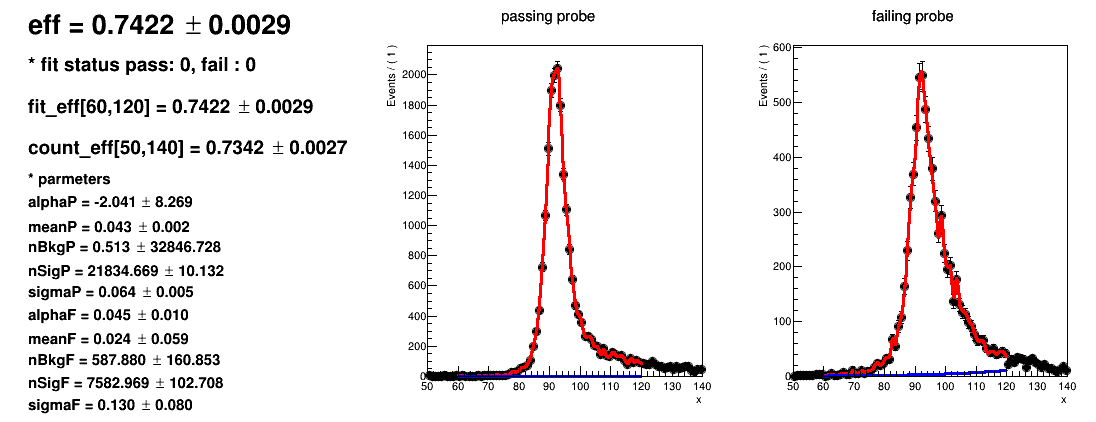 eff = 0.7422 ± 0.0029
* fit status pass: 0, fail : 0
fit_eff[60,120] = 0.7422 ± 0.0029
count_eff[50,140] = 0.7342 ± 0.0027
* parmeters
alphaP = -2.041 ± 8.269
meanP = 0.043 ± 0.002
nBkgP = 0.513 ± 32846.728
nSigP = 21834.669 ± 10.132
sigmaP = 0.064 ± 0.005
alphaF = 0.045 ± 0.010
meanF = 0.024 ± 0.059
nBkgF = 587.880 ± 160.853
nSigF = 7582.969 ± 102.708
sigmaF = 0.130 ± 0.080
passing probe
Events / ( 1 )
2000
1800
1600
1400
1200
1000
800
600
400
200
0
50 60 70 80 90 100 110 120 130 140
x
failing probe
Events / ( 1 )
600
500
400
300
200
100
0
50 60 70 80 90 100 110 120 130 140
x